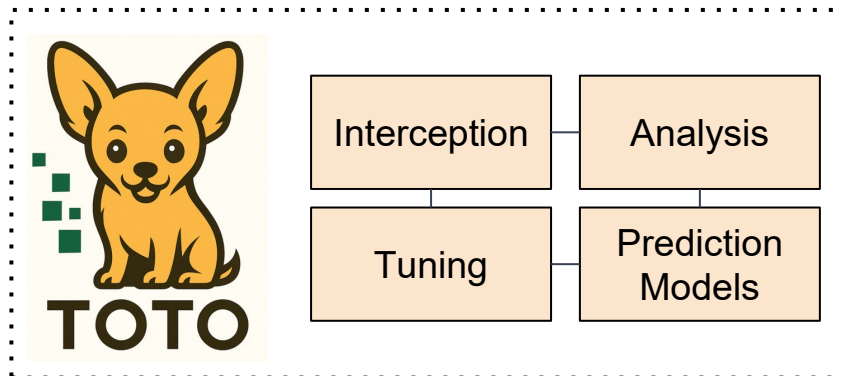 Interception
Analysis
Tuning
Prediction
Models
TOTO